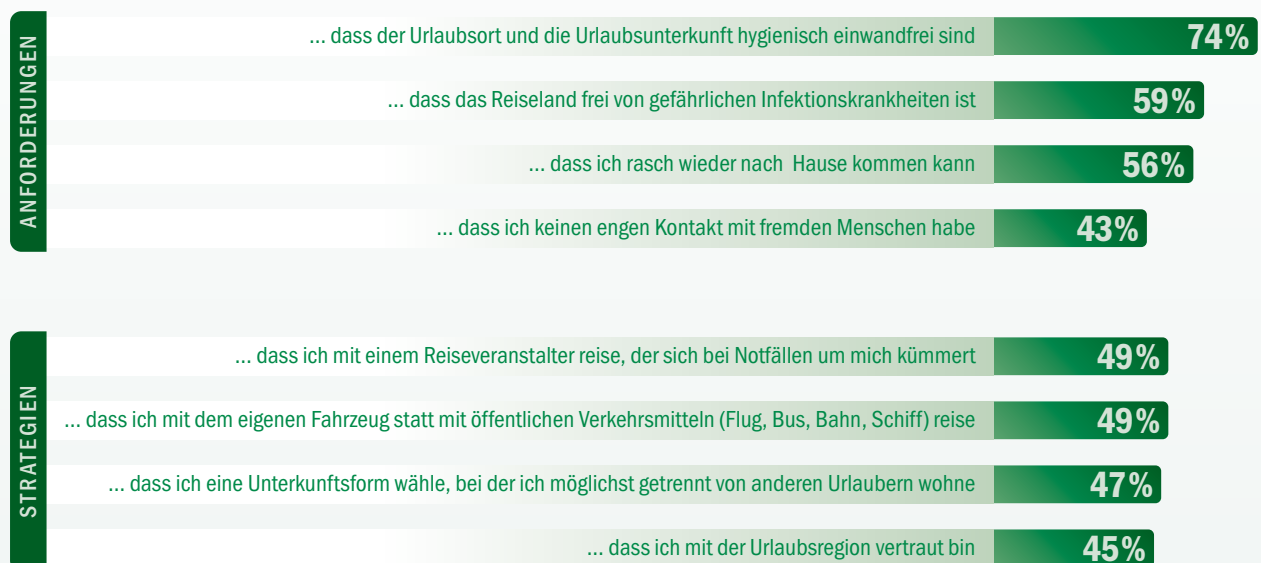 ANFORDERUNGEN
... dass der Urlaubsort und die Urlaubsunterkunft hygienisch einwandfrei sind 74%
... dass das Reiseland frei von gefährlichen Infektionskrankheiten ist 59%
... dass ich rasch wieder nach Hause kommen kann 56%
... dass ich keinen engen Kontakt mit fremden Menschen habe 43%
STRATEGIEN
... dass ich mit einem Reiseveranstalter reise, der sich bei Notfällen um mich kümmert 49%
... dass ich mit dem eigenen Fahrzeug statt mit öffentlichen Verkehrsmitteln (Flug, Bus, Bahn, Schiff) reise 49%
... dass ich eine Unterkunftsform wähle, bei der ich möglichst getrennt von anderen Urlaubern wohne 47%
... dass ich mit der Urlaubsregion vertraut bin 45%